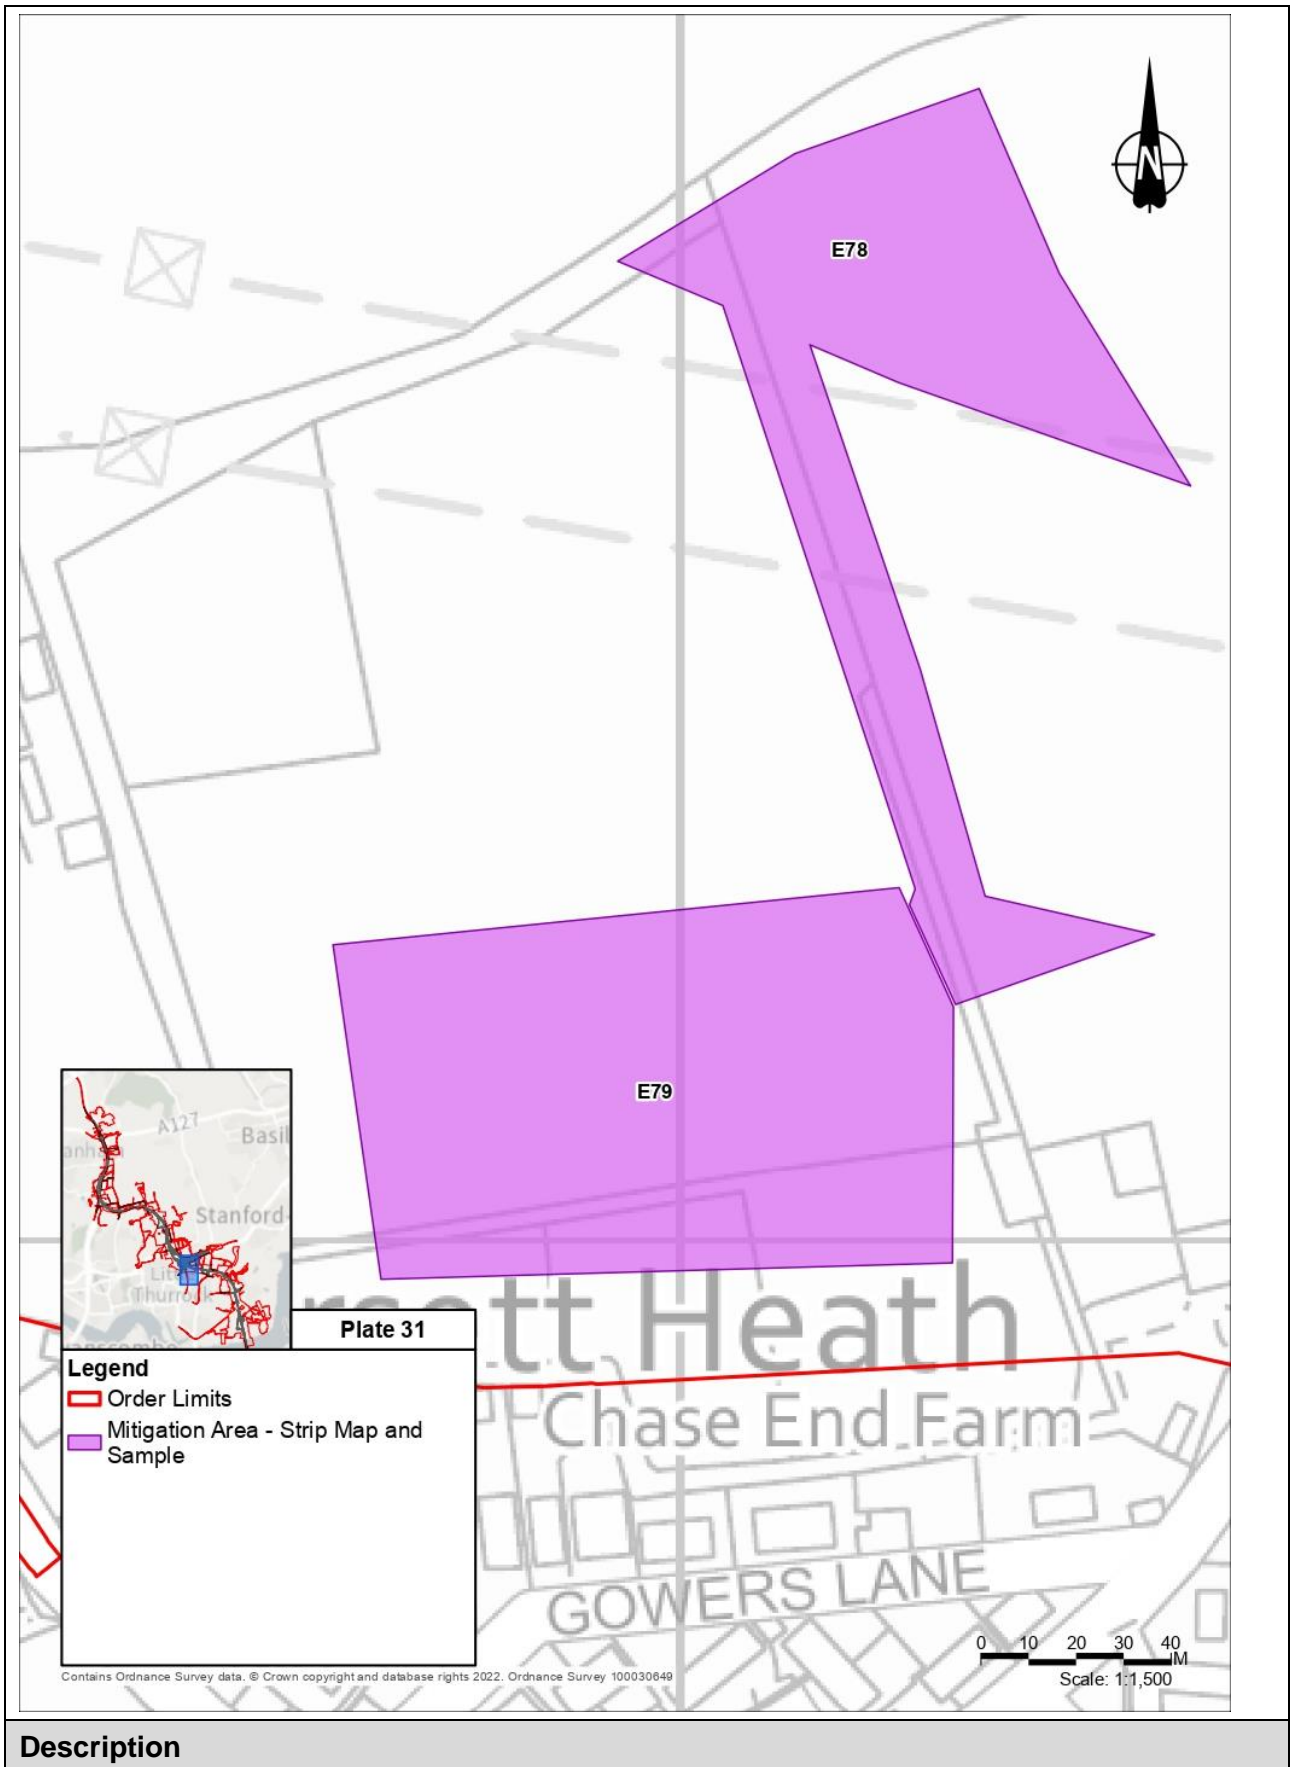 N
E78
E79
A127
Basil
Stanford
Thurrock
Plate 31
Legend
Order Limits
Mitigation Area - Strip Map and
Sample
tt Heath
Chase End Farm
GOWERS LANE
0 10 20 30 40
M
Scale: 1:1,500
Contains Ordnance Survey data. © Crown copyright and database rights 2022. Ordnance Survey 100030649
Description